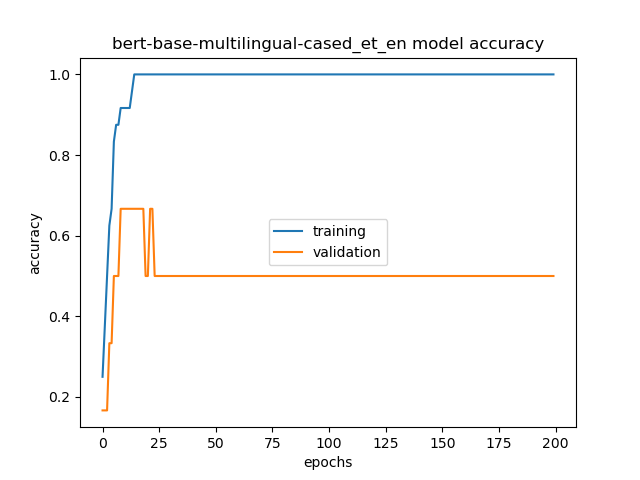 bert-base-multilingual-cased_et_en model accuracy
accuracy
1.0
0.8
0.6
0.4
0.2
training
validation
0 25 50 75 100 125 150 175 200
epochs